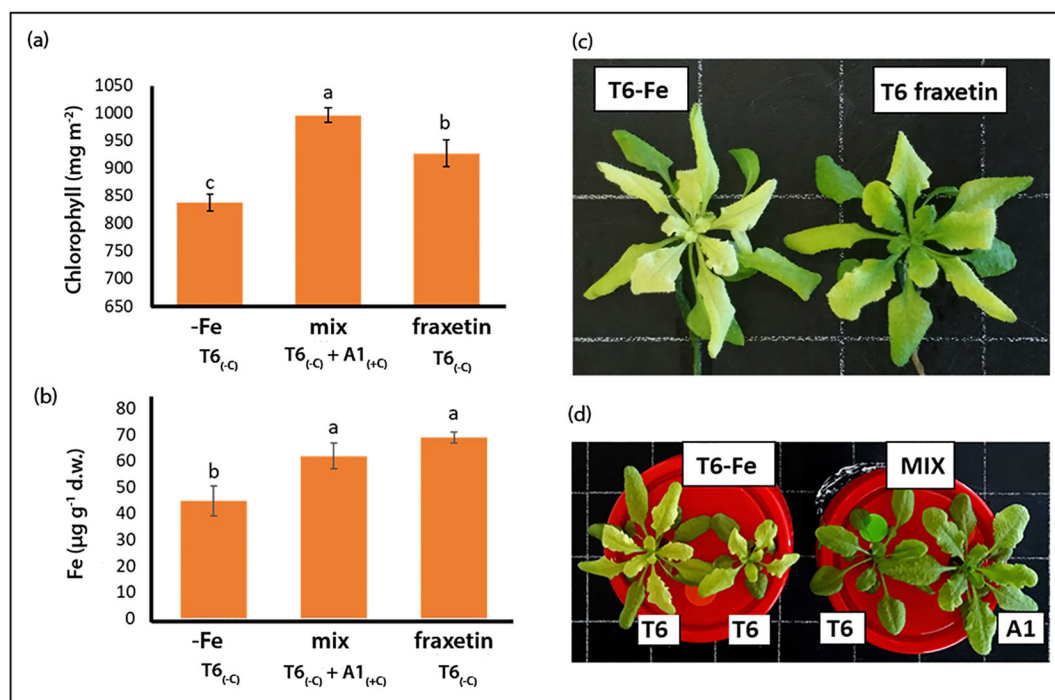 (a)
Chlorophyll (mg m⁻²)
1050
1000
950
900
850
800
750
700
650
c
a
b
-Fe
mix
fraxetin
T6(-C)
T6(-C) + A1(+C)
T6(-C)
(b)
Fe (µg g⁻¹ d.w.)
80
70
60
50
40
30
20
10
0
b
a
a
-Fe
mix
fraxetin
T6(-C)
T6(-C) + A1(+C)
T6(-C)
(c)
T6-Fe
T6 fraxetin
(d)
T6-Fe
MIX
T6
T6
T6
A1